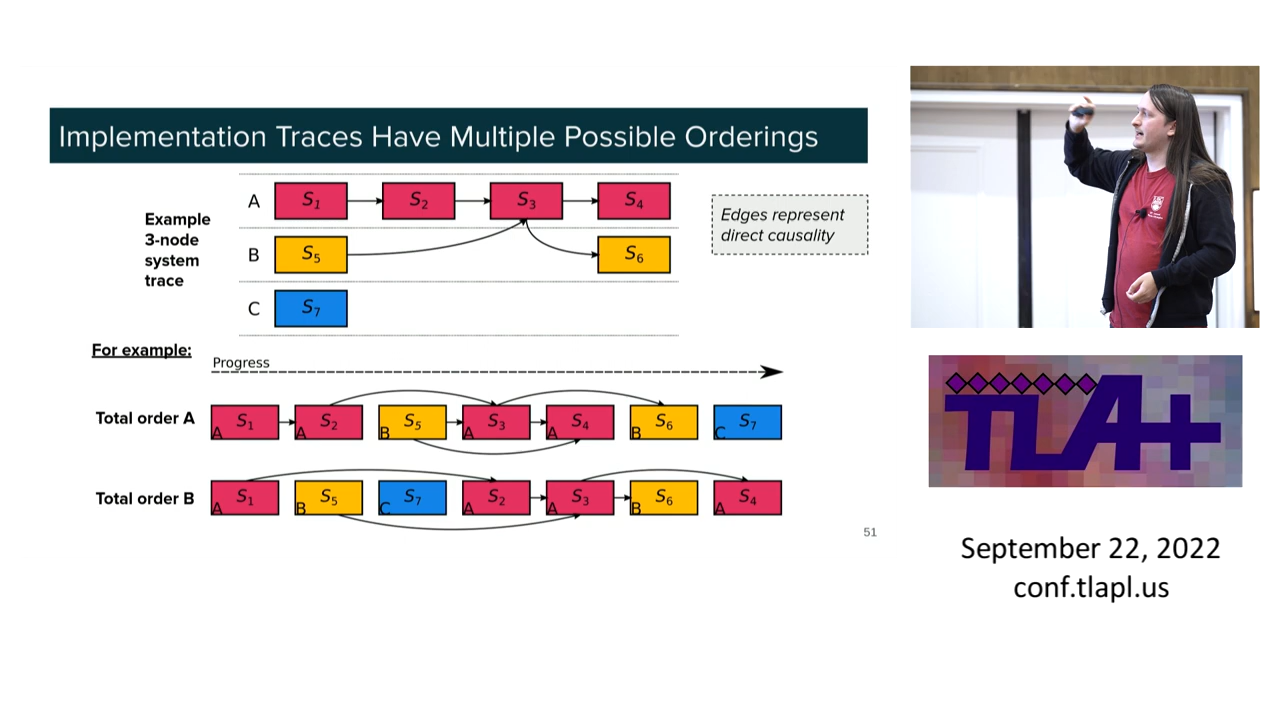 Implementation Traces Have Multiple Possible Orderings
Example
3-node
system
trace
A
S1
S2
S3
S4
B
S5
S6
C
S7
Edges represent
direct causality
For example:
Progress
Total order A
S1 A
S2 A
S5 B
S3 A
S4 A
S6 B
S7 C
Total order B
S1 A
S5 B
S7 C
S2 A
S3 A
S6 B
S4 A
51
TLA+
September 22, 2022
conf.tlapl.us